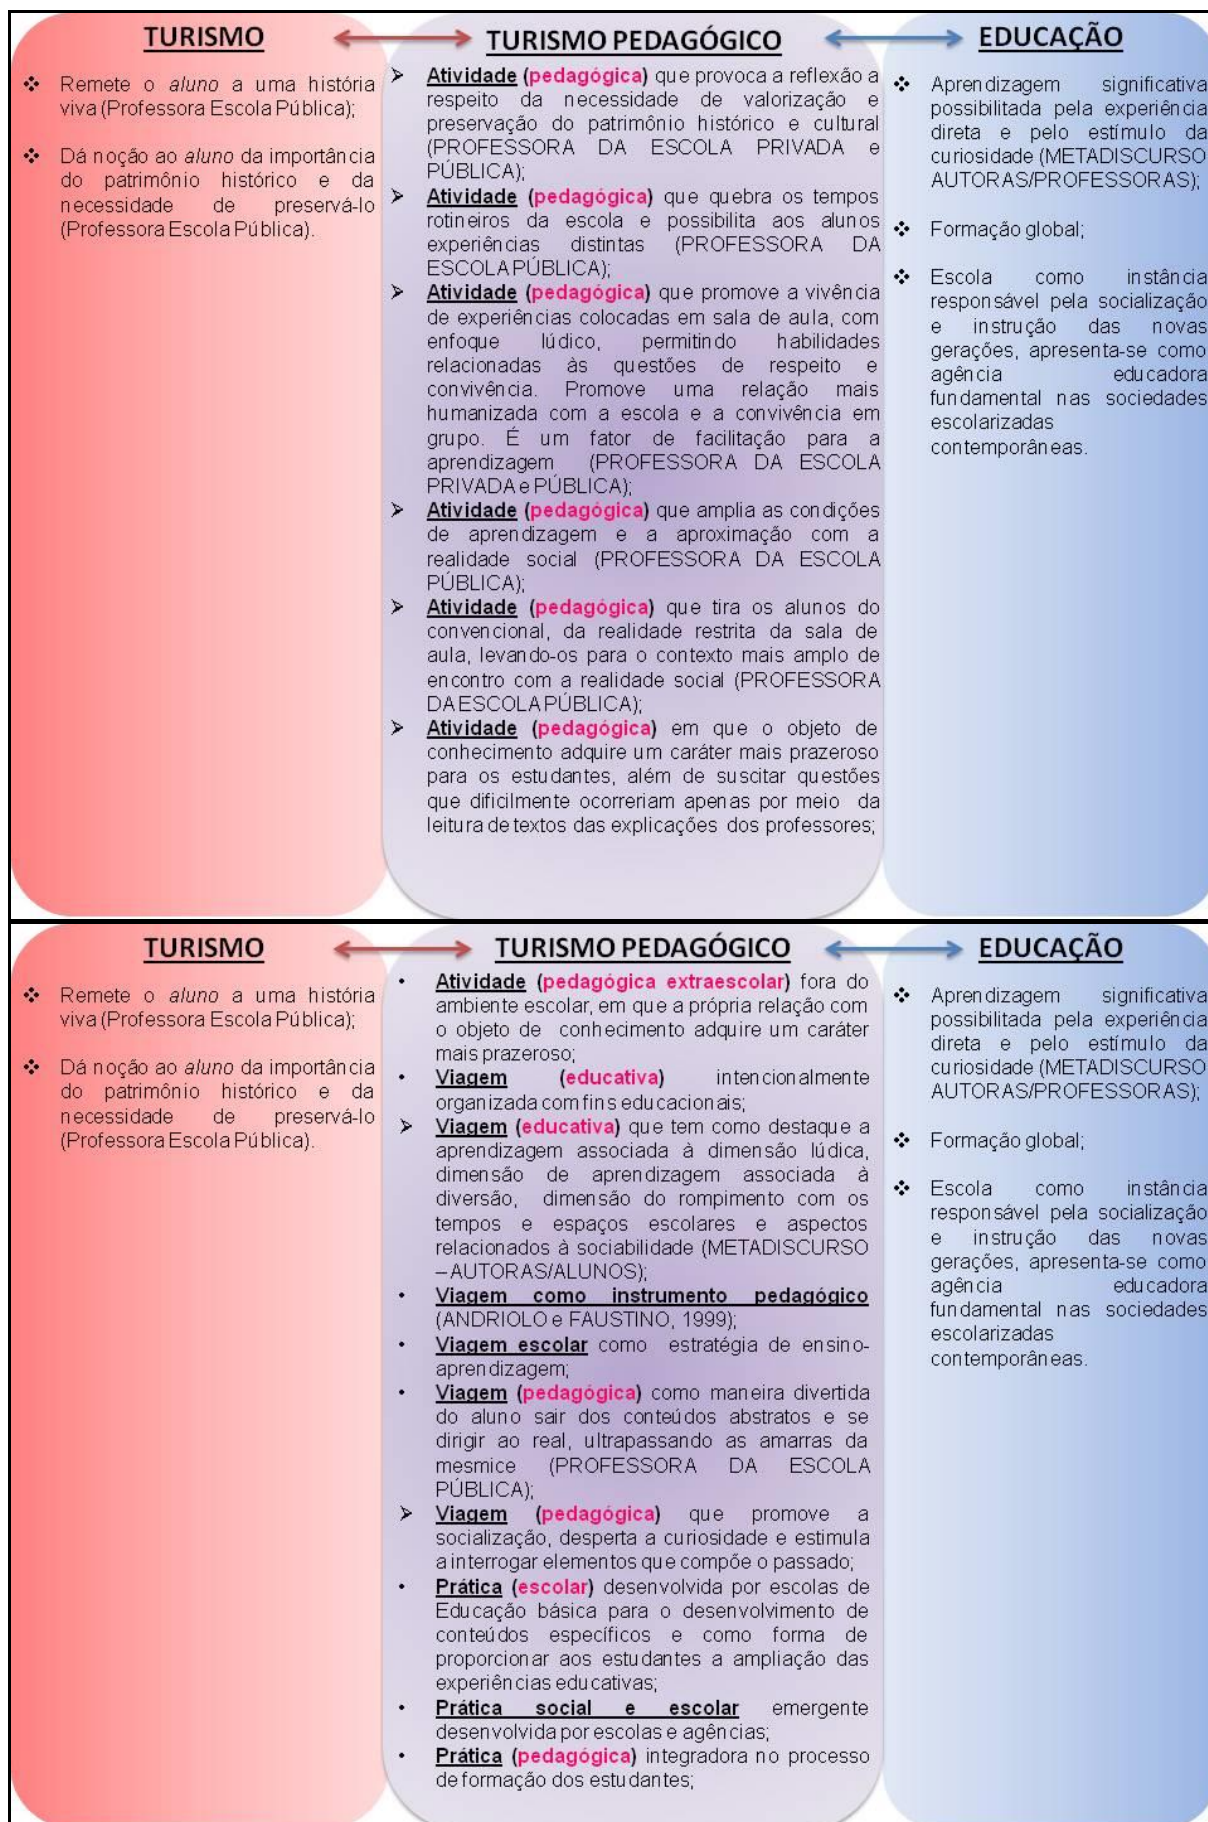 TURISMO
Remete o aluno a uma história
viva (Professora Escola Pública);
Dá noção ao aluno da importância
do patrimônio histórico e da
necessidade de preservá-lo
(Professora Escola Pública).
TURISMO PEDAGÓGICO
Atividade (pedagógica) que provoca a reflexão a
respeito da necessidade de valorização e
preservação do patrimônio histórico e cultural
(PROFESSORA DA ESCOLA PRIVADA e
PÚBLICA);
Atividade (pedagógica) que quebra os tempos
rotineiros da escola e possibilita aos alunos
experiências distintas (PROFESSORA DA
ESCOLA PÚBLICA);
Atividade (pedagógica) que promove a vivência
de experiências colocadas em sala de aula, com
enfoque lúdico, permitindo habilidades
relacionadas às questões de respeito e
convivência. Promove uma relação mais
humanizada com a escola e a convivência em
grupo. É um fator de facilitação para a
aprendizagem (PROFESSORA DA ESCOLA
PRIVADA e PÚBLICA);
Atividade (pedagógica) que amplia as condições
de aprendizagem e a aproximação com a
realidade social (PROFESSORA DA ESCOLA
PÚBLICA);
Atividade (pedagógica) que tira os alunos do
convencional, da realidade restrita da sala de
aula, levando-os para o contexto mais amplo de
encontro com a realidade social (PROFESSORA
DA ESCOLA PÚBLICA);
Atividade (pedagógica) em que o objeto de
conhecimento adquire um caráter mais prazeroso
para os estudantes, além de suscitar questões
que dificilmente ocorreriam apenas por meio da
leitura de textos das explicações dos professores;
EDUCAÇÃO
Aprendizagem significativa
possibilitada pela experiência
direta e pelo estímulo da
curiosidade (METADISCURSO
AUTORAS/PROFESSORAS);
Formação global;
Escola como instância
responsável pela socialização
e instrução das novas
gerações, apresenta-se como
agência educadora
fundamental nas sociedades
escolarizadas
contemporâneas.
TURISMO
Remete o aluno a uma história
viva (Professora Escola Pública);
Dá noção ao aluno da importância
do patrimônio histórico e da
necessidade de preservá-lo
(Professora Escola Pública).
TURISMO PEDAGÓGICO
Atividade (pedagógica extraescolar) fora do
ambiente escolar, em que a própria relação com
o objeto de conhecimento adquire um caráter
mais prazeroso;
Viagem (educativa) intencionalmente
organizada com fins educacionais;
Viagem (educativa) que tem como destaque a
aprendizagem associada à dimensão lúdica,
dimensão de aprendizagem associada à
diversão, dimensão do rompimento com os
tempos e espaços escolares e aspectos
relacionados à sociabilidade (METADISCURSO
– AUTORAS/ALUNOS);
Viagem como instrumento pedagógico
(ANDRIOLO e FAUSTINO, 1999);
Viagem escolar como estratégia de ensino-
aprendizagem;
Viagem (pedagógica) como maneira divertida
do aluno sair dos conteúdos abstratos e se
dirigir ao real, ultrapassando as amarras da
mesmice (PROFESSORA DA ESCOLA
PÚBLICA);
Viagem (pedagógica) que promove a
socialização, desperta a curiosidade e estimula
a interrogar elementos que compõe o passado;
Prática (escolar) desenvolvida por escolas de
Educação básica para o desenvolvimento de
conteúdos específicos e como forma de
proporcionar aos estudantes a ampliação das
experiências educativas;
Prática social e escolar emergente
desenvolvida por escolas e agências;
Prática (pedagógica) integradora no processo
de formação dos estudantes;
EDUCAÇÃO
Aprendizagem significativa
possibilitada pela experiência
direta e pelo estímulo da
curiosidade (METADISCURSO
AUTORAS/PROFESSORAS);
Formação global;
Escola como instância
responsável pela socialização
e instrução das novas
gerações, apresenta-se como
agência educadora
fundamental nas sociedades
escolarizadas
contemporâneas.